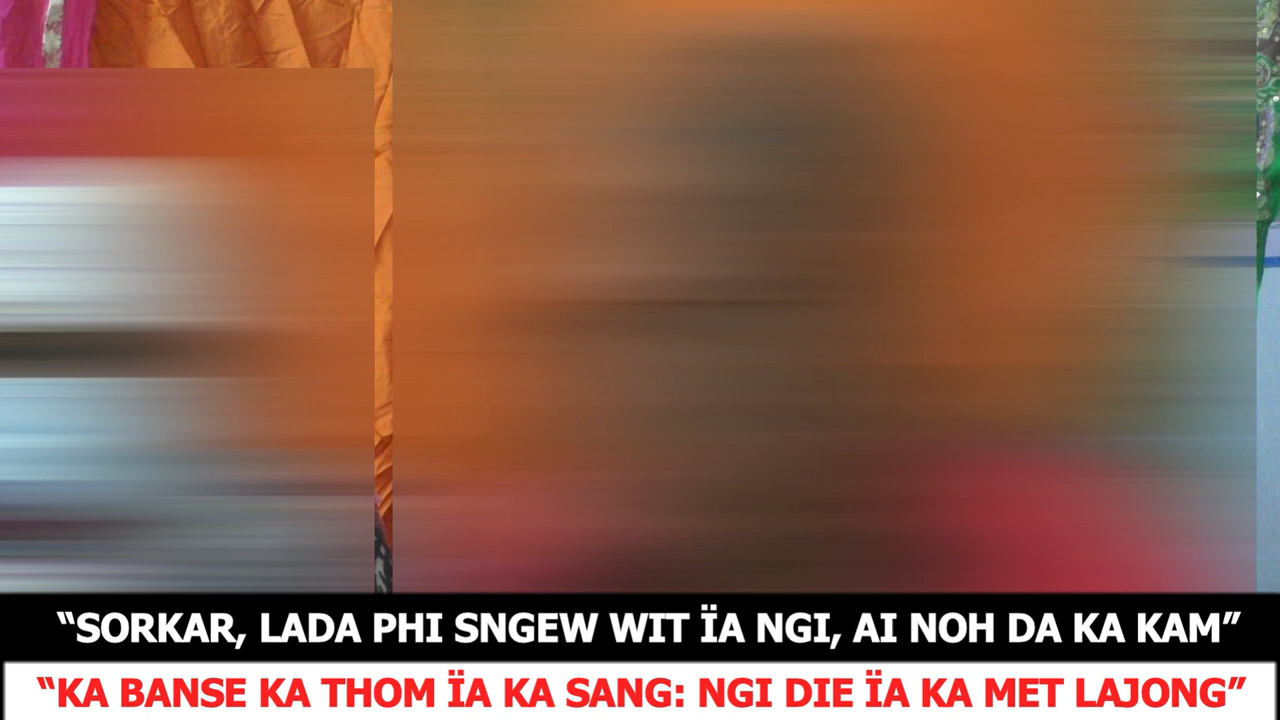 “SORKAR, LADA PHI SNGEW WIT ÏA NGI, AI NOH DA KA KAM”
“KA BANSE KA THOM ÏA KA SANG: NGI DIE ÏA KA MET LAJONG”